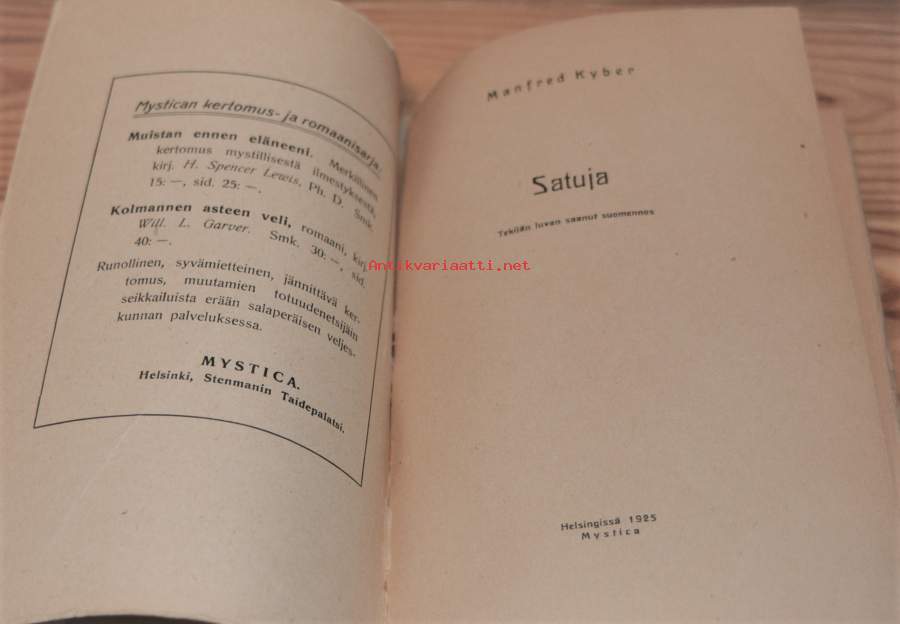 Mystican kertomus- ja romaanisarja.
Muistan ennen eläneeni. Merkillinen
kertomus mystillisestä ilmestyksestä,
kirj. H. Spencer Lewis, Ph. D. Smk.
15: —, sid. 25: —.
Kolmannen asteen veli, romaani, kirj.
Will. L. Garver. Smk. 30: —, sid.
40: —.
Runollinen, syvämietteinen, jännittävä ker-
tomus, muutamien totuudenetsijäin
seikkailuista erään salaperäisen veljes-
kunnan palveluksessa.
MYSTICA.
Helsinki, Stenmanin Taidepalatsi.
Manfred Kyber
Satuja
Tekijän luvan saanut suomennos
Helsingissä 1925
Mystica
Antikvariaatti.net